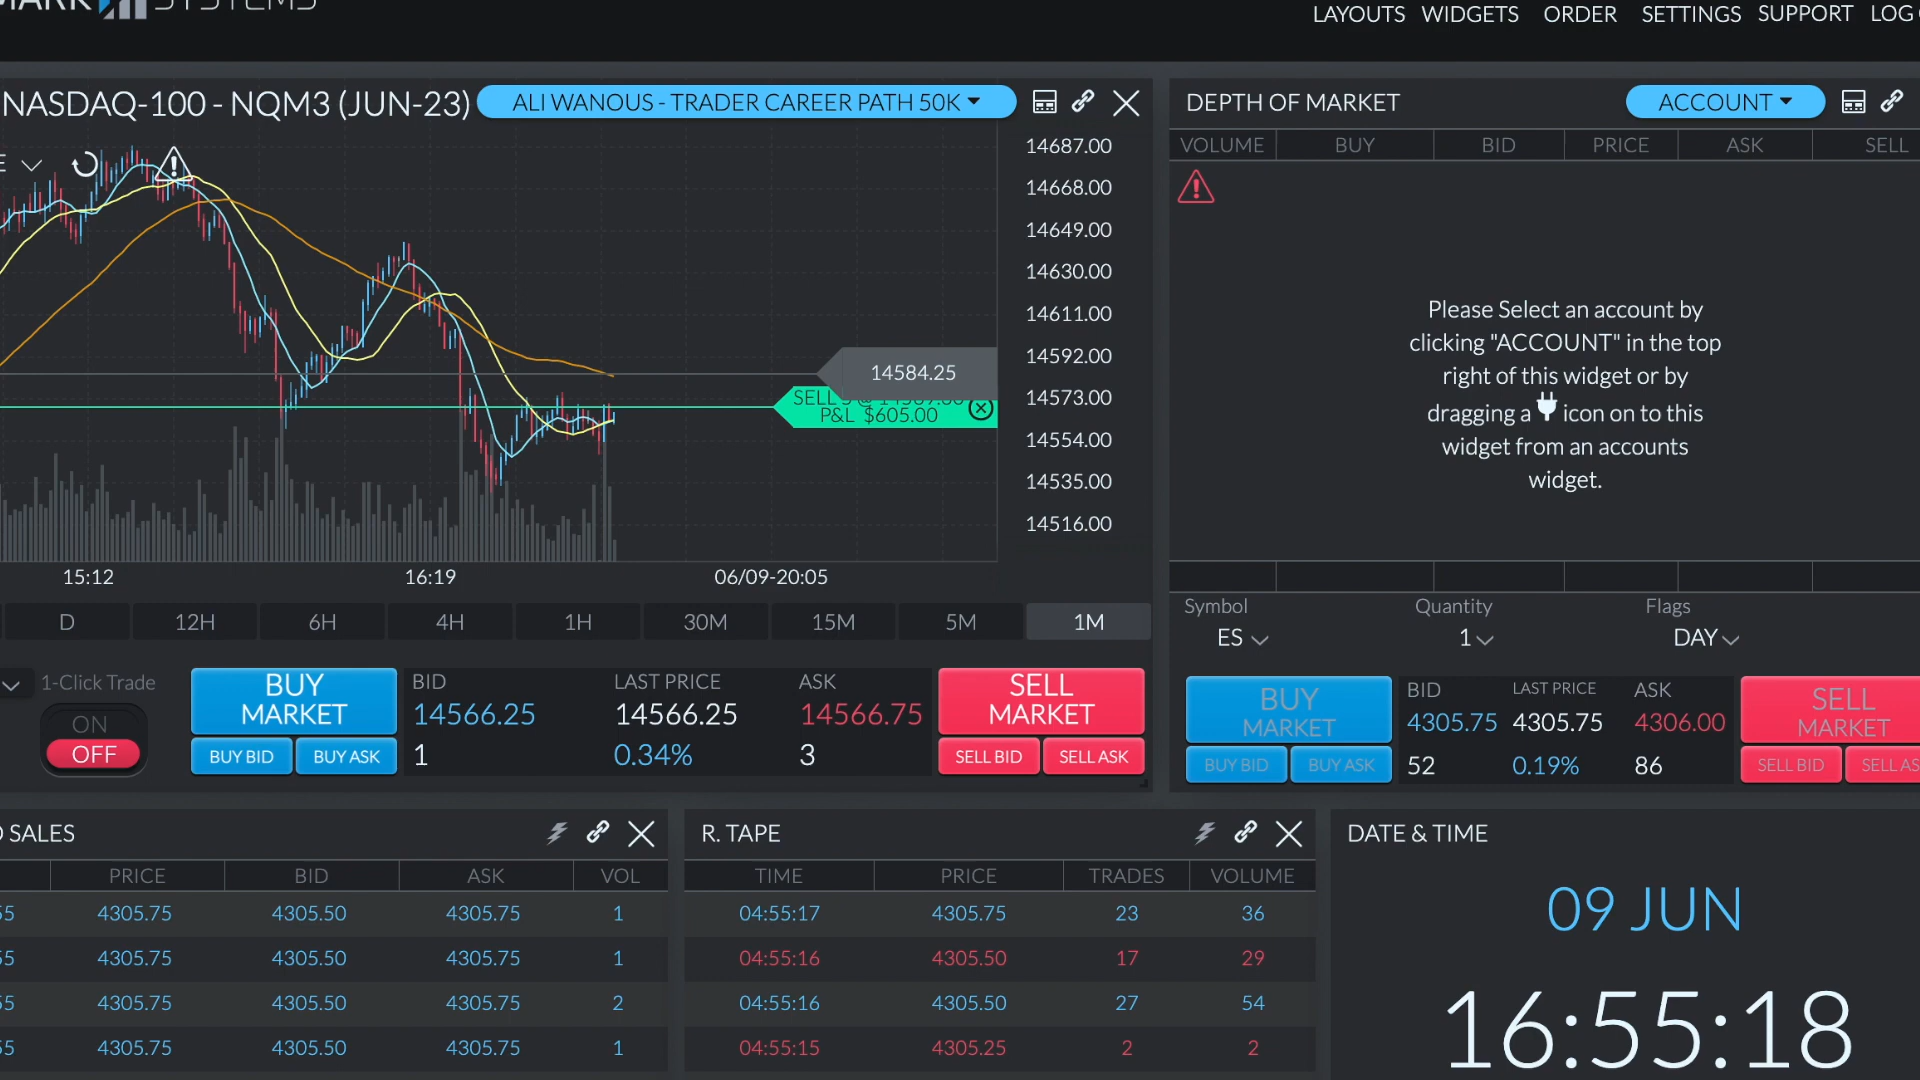 SYSTEMS
LAYOUTS WIDGETS ORDER SETTINGS SUPPORT LOG
NASDAQ-100 - NQM3 (JUN-23)
ALI WANOUS - TRADER CAREER PATH 50K
14687.00
14668.00
14649.00
14630.00
14611.00
14592.00
14573.00
14554.00
14535.00
14516.00
14584.25
SELL
P&L $605.00
15:12 16:19 06/09-20:05
D 12H 6H 4H 1H 30M 15M 5M 1M
1-Click Trade
ON
OFF
BUY
MARKET
BUY BID BUY ASK
BID LAST PRICE ASK
14566.25 14566.25 14566.75
1 0.34% 3
SELL
MARKET
SELL BID SELL ASK
DEPTH OF MARKET
ACCOUNT
VOLUME BUY BID PRICE ASK SELL
Please Select an account by
clicking "ACCOUNT" in the top
right of this widget or by
dragging a icon on to this
widget from an accounts
widget.
Symbol Quantity Flags
ES 1 DAY
BUY
MARKET
BUY BID BUY ASK
BID LAST PRICE ASK
4305.75 4305.75 4306.00
52 0.19% 86
SELL
MARKET
SELL BID SELL AS
SALES
PRICE BID ASK VOL
55 4305.75 4305.50 4305.75 1
55 4305.75 4305.50 4305.75 1
55 4305.75 4305.50 4305.75 2
55 4305.75 4305.50 4305.75 1
R. TAPE
TIME PRICE TRADES VOLUME
04:55:17 4305.75 23 36
04:55:16 4305.50 17 29
04:55:16 4305.50 27 54
04:55:15 4305.25 2 2
DATE & TIME
09 JUN
16:55:18